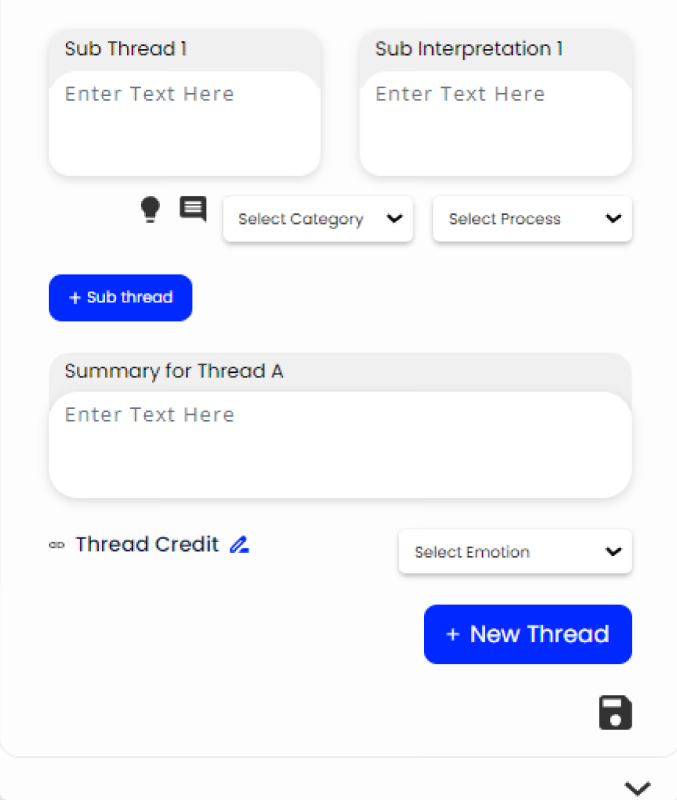 Sub Thread 1
Sub Interpretation 1
Enter Text Here
Enter Text Here
Select Category
Select Process
+ Sub thread
Summary for Thread A
Enter Text Here
Thread Credit
Select Emotion
+ New Thread